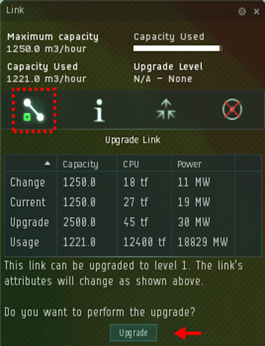 Link
Maximum capacity Capacity Used
1250.0 m3/hour
Capacity Used Upgrade Level
1221.0 m3/hour N/A - None
Upgrade Link
Capacity CPU Power
Change 1250.0 18 tf 11 MW
Current 1250.0 27 tf 19 MW
Upgrade 2500.0 45 tf 30 MW
Usage 1221.0 12400 tf 18829 MW
This link can be upgraded to level 1. The link's
attributes will change as shown above.
Do you want to perform the upgrade?
Upgrade